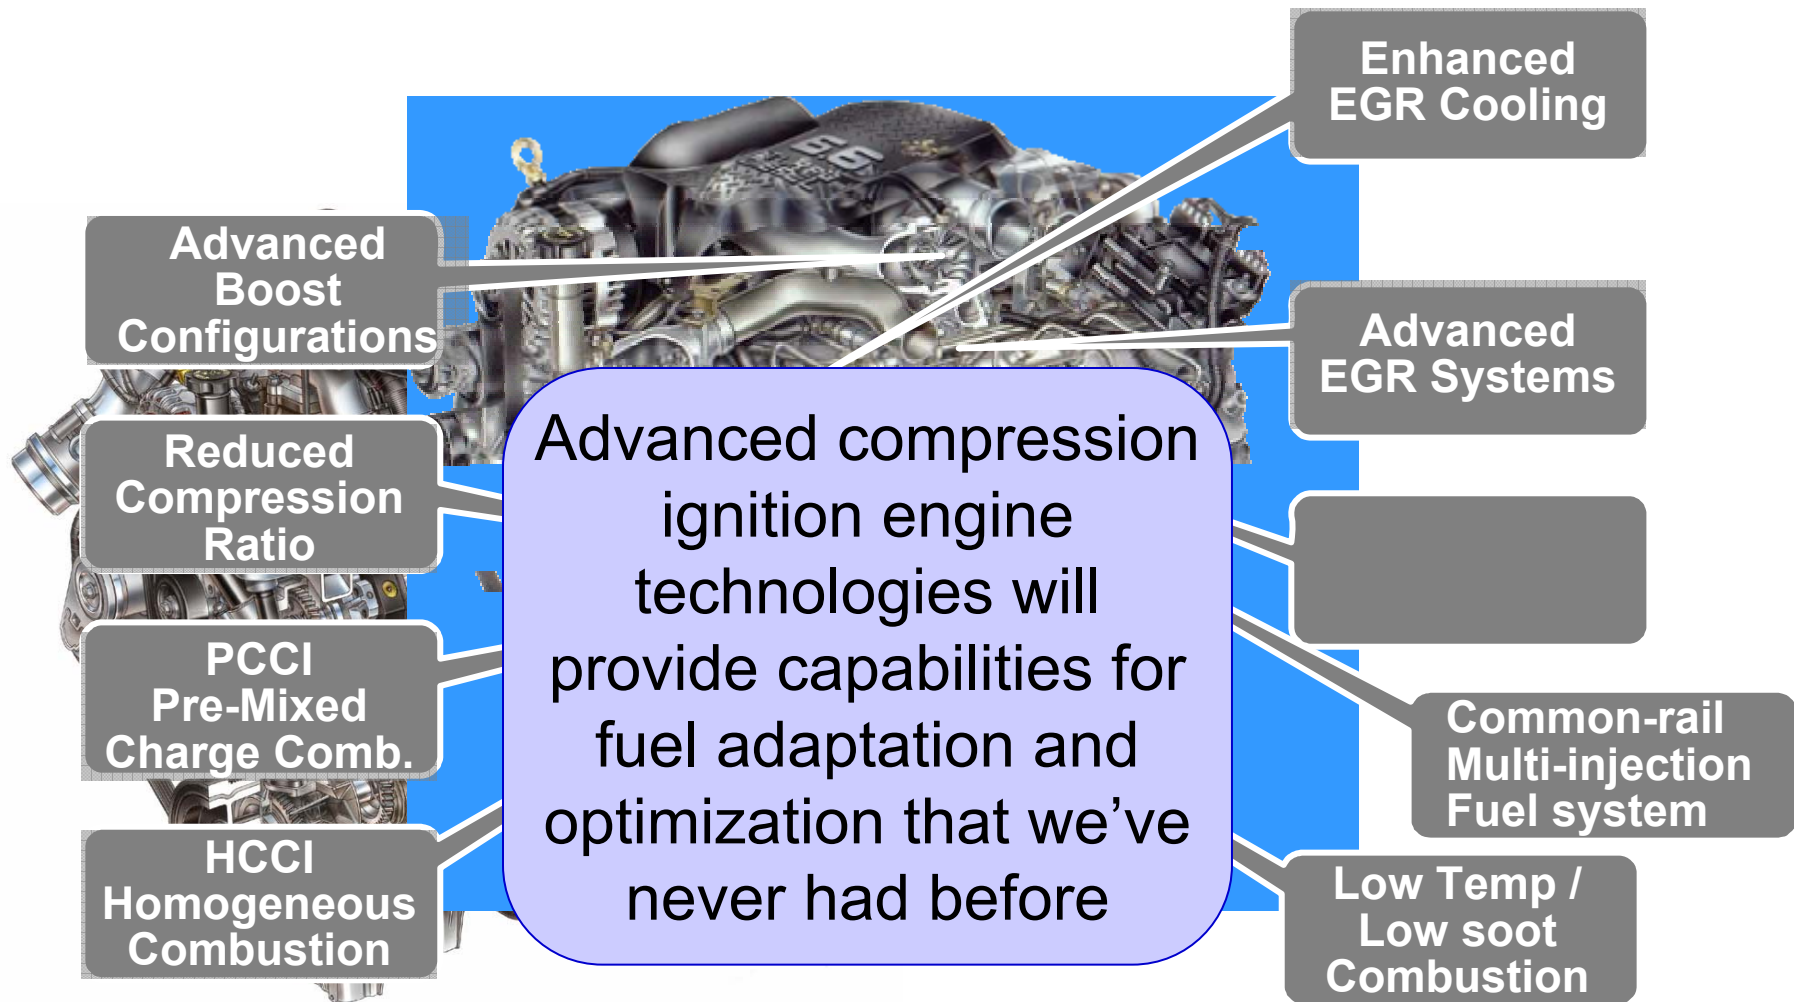 Enhanced
EGR Cooling
Advanced
Boost
Configurations
Advanced
EGR Systems
Reduced
Compression
Ratio
PCCI
Pre-Mixed
Charge Comb.
HCCI
Homogeneous
Combustion
Advanced compression
ignition engine
technologies will
provide capabilities for
fuel adaptation and
optimization that we’ve
never had before
Common-rail
Multi-injection
Fuel system
Low Temp /
Low soot
Combustion